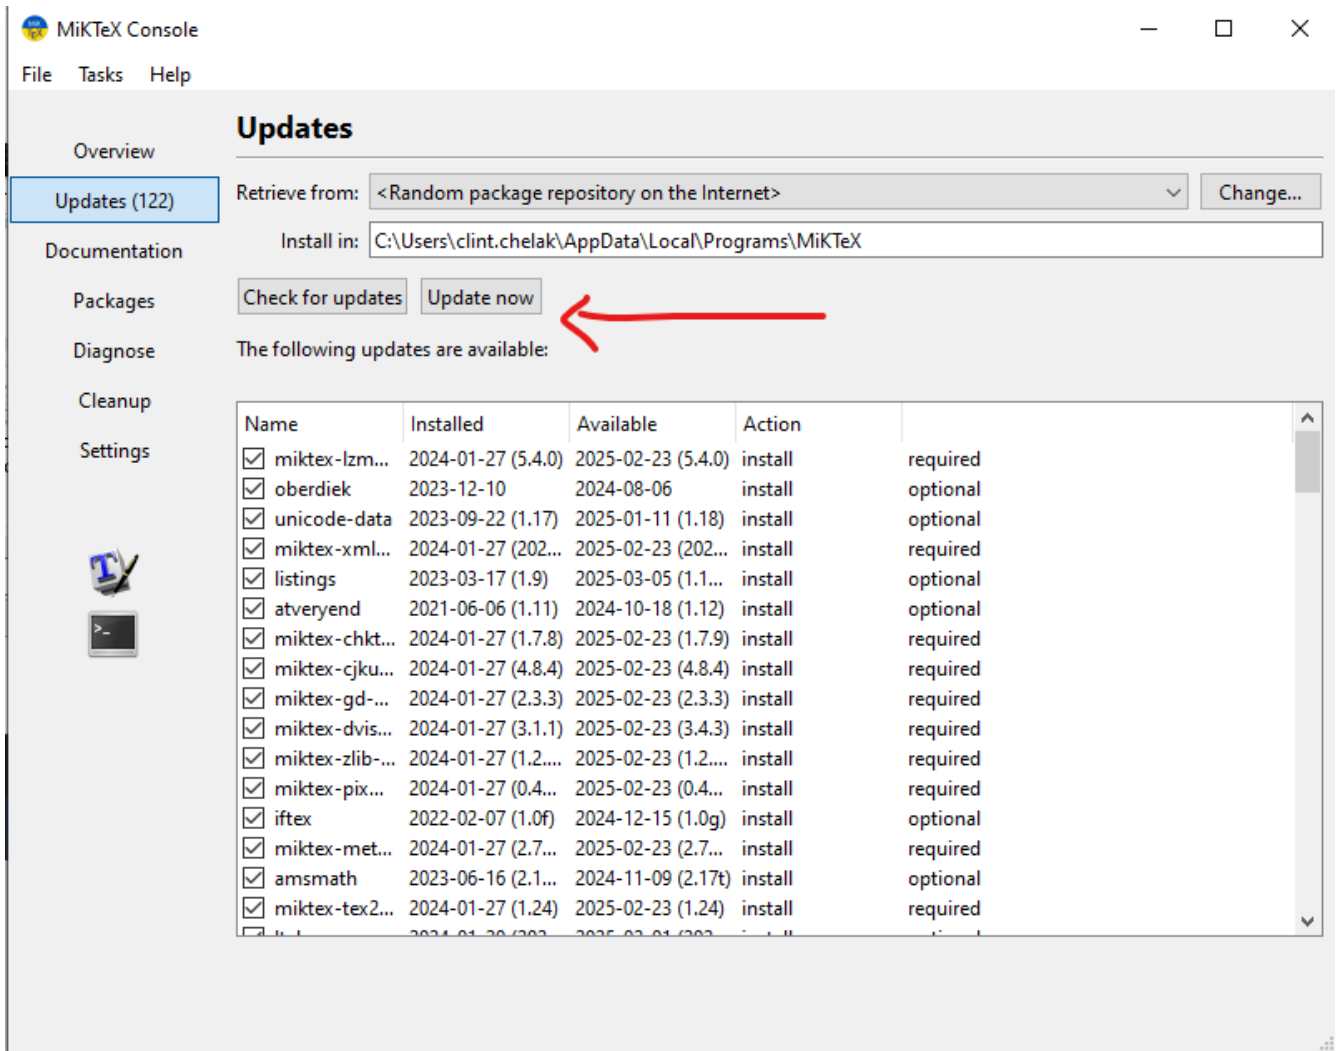 MiKTeX Console
File Tasks Help
Overview
Updates (122)
Documentation
Packages
Diagnose
Cleanup
Settings
Updates
Retrieve from: <Random package repository on the Internet> Change...
Install in: C:\Users\clint.chelak\AppData\Local\Programs\MiKTeX
Check for updates Update now
The following updates are available:
Name Installed Available Action
miktex-lzm... 2024-01-27 (5.4.0) 2025-02-23 (5.4.0) install required
oberdiek 2023-12-10 2024-08-06 install optional
unicode-data 2023-09-22 (1.17) 2025-01-11 (1.18) install optional
miktex-xml... 2024-01-27 (202... 2025-02-23 (202... install required
listings 2023-03-17 (1.9) 2025-03-05 (1.1... install optional
atveryend 2021-06-06 (1.11) 2024-10-18 (1.12) install optional
miktex-chkt... 2024-01-27 (1.7.8) 2025-02-23 (1.7.9) install required
miktex-cjku... 2024-01-27 (4.8.4) 2025-02-23 (4.8.4) install required
miktex-gd-... 2024-01-27 (2.3.3) 2025-02-23 (2.3.3) install required
miktex-dvis... 2024-01-27 (3.1.1) 2025-02-23 (3.4.3) install required
miktex-zlib-... 2024-01-27 (1.2.... 2025-02-23 (1.2.... install required
miktex-pix... 2024-01-27 (0.4... 2025-02-23 (0.4... install required
iftex 2022-02-07 (1.0f) 2024-12-15 (1.0g) install optional
miktex-met... 2024-01-27 (2.7... 2025-02-23 (2.7... install required
amsmath 2023-06-16 (2.1... 2024-11-09 (2.17t) install optional
miktex-tex2... 2024-01-27 (1.24) 2025-02-23 (1.24) install required